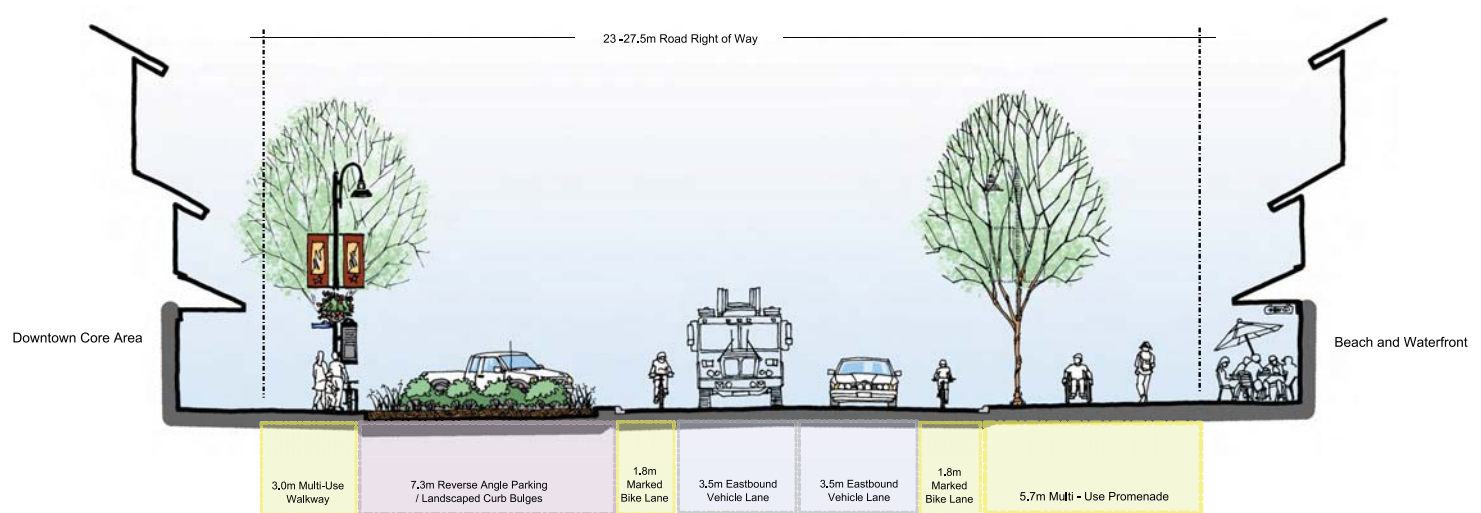 23 -27.5m Road Right of Way
Downtown Core Area
Beach and Waterfront
3.0m Multi-Use
Walkway
7.3m Reverse Angle Parking
/ Landscaped Curb Bulges
1.8m
Marked
Bike Lane
3.5m Eastbound
Vehicle Lane
3.5m Eastbound
Vehicle Lane
1.8m
Marked
Bike Lane
5.7m Multi - Use Promenade